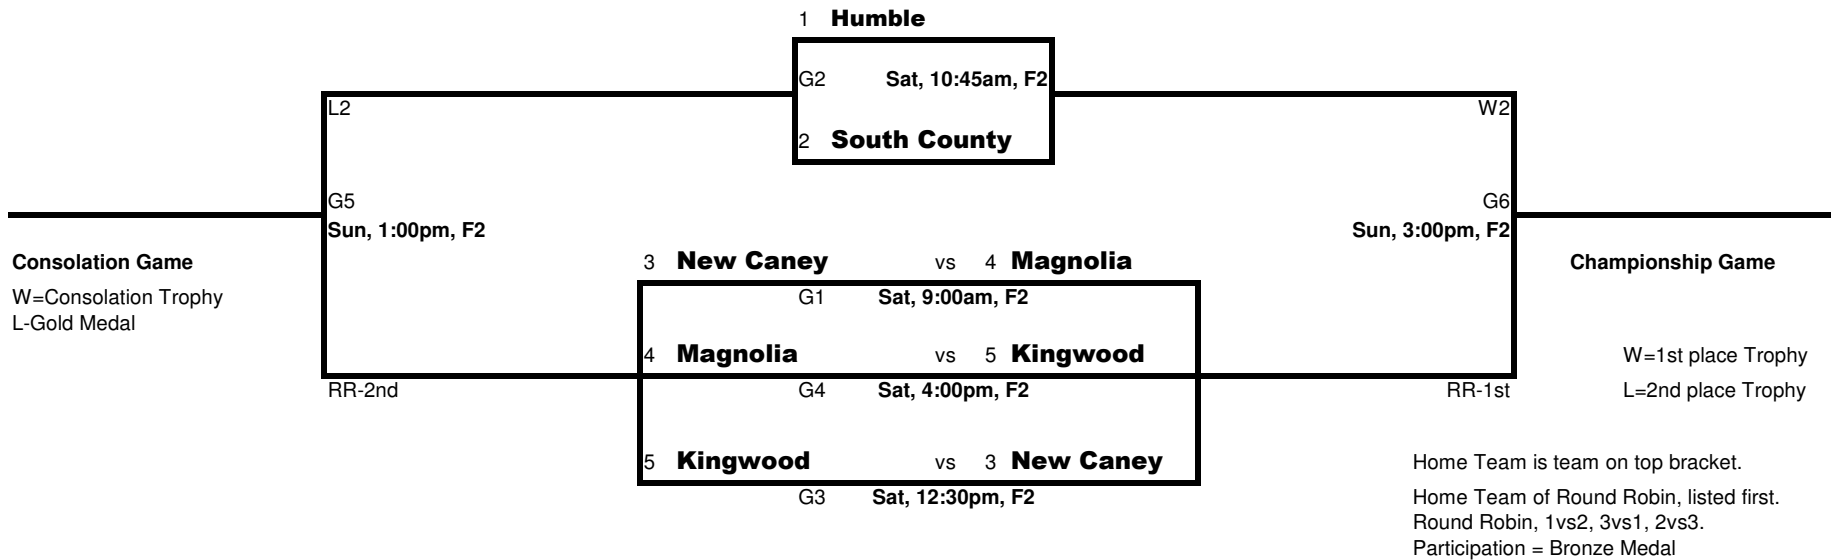 1 Humble
G2 Sat, 10:45am, F2
L2 W2
2 South County
G5 G6
Sun, 1:00pm, F2 Sun, 3:00pm, F2
Consolation Game 3 New Caney vs 4 Magnolia Championship Game
W=Consolation Trophy G1 Sat, 9:00am, F2
L-Gold Medal
4 Magnolia vs 5 Kingwood W=1st place Trophy
RR-2nd G4 Sat, 4:00pm, F2 RR-1st L=2nd place Trophy
5 Kingwood vs 3 New Caney Home Team is team on top bracket.
G3 Sat, 12:30pm, F2 Home Team of Round Robin, listed first.
Round Robin, 1vs2, 3vs1, 2vs3.
Participation = Bronze Medal